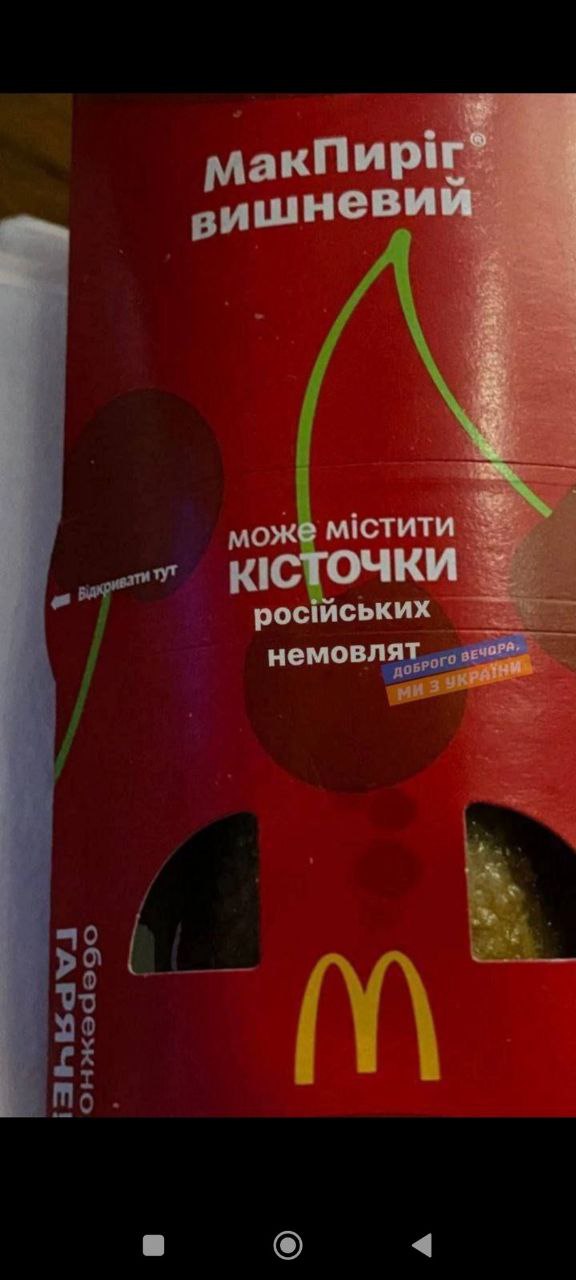 МакПиріг®
вишневий
може містити
КІСТОЧКИ
російських
немовлят
ДОБРОГО ВЕЧОРА,
МИ З УКРАЇНИ
Відкривати тут
обережно
ГАРЯЧЕ!